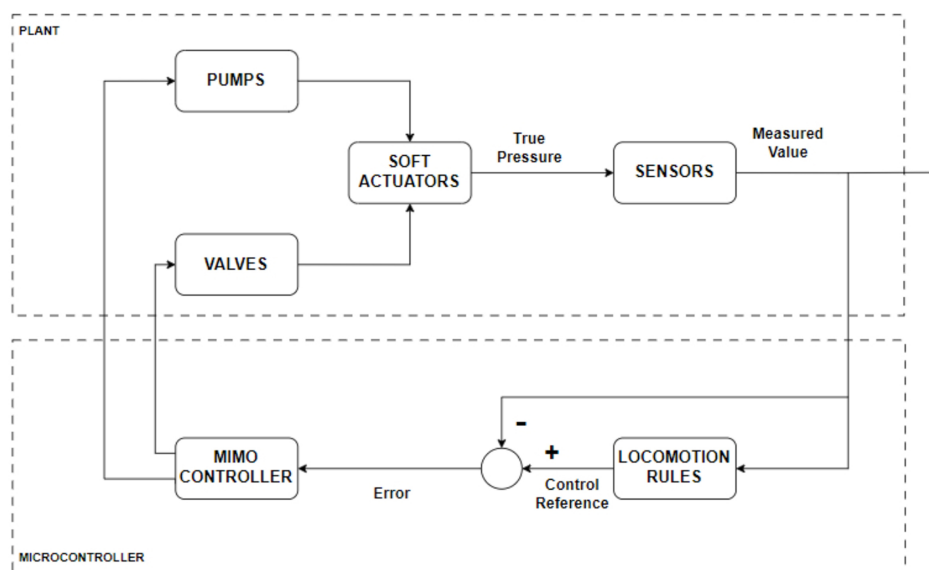 PLANT
PUMPS
SOFT
ACTUATORS
True
Pressure
SENSORS
Measured
Value
VALVES
-
+
MIMO
CONTROLLER
Error
Control
Reference
LOCOMOTION
RULES
MICROCONTROLLER